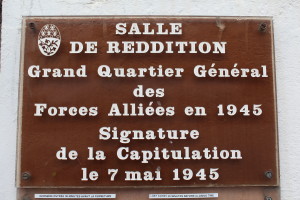 SALLE
DE REDDITION
Grand Quartier Général
des
Forces Alliées en 1945
Signature
de la Capitulation
le 7 mai 1945